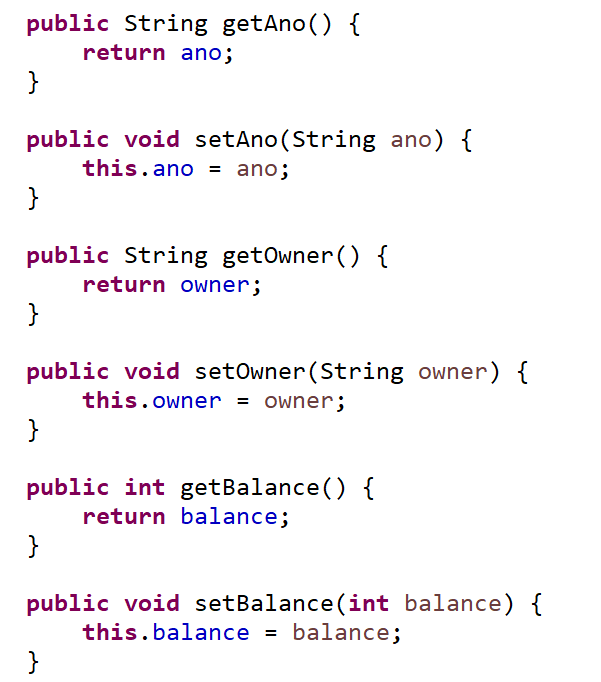 public String getAno() {
return ano;
}
public void setAno(String ano) {
this.ano = ano;
}
public String getOwner() {
return owner;
}
public void setOwner(String owner) {
this.owner = owner;
}
public int getBalance() {
return balance;
}
public void setBalance(int balance) {
this.balance = balance;
}